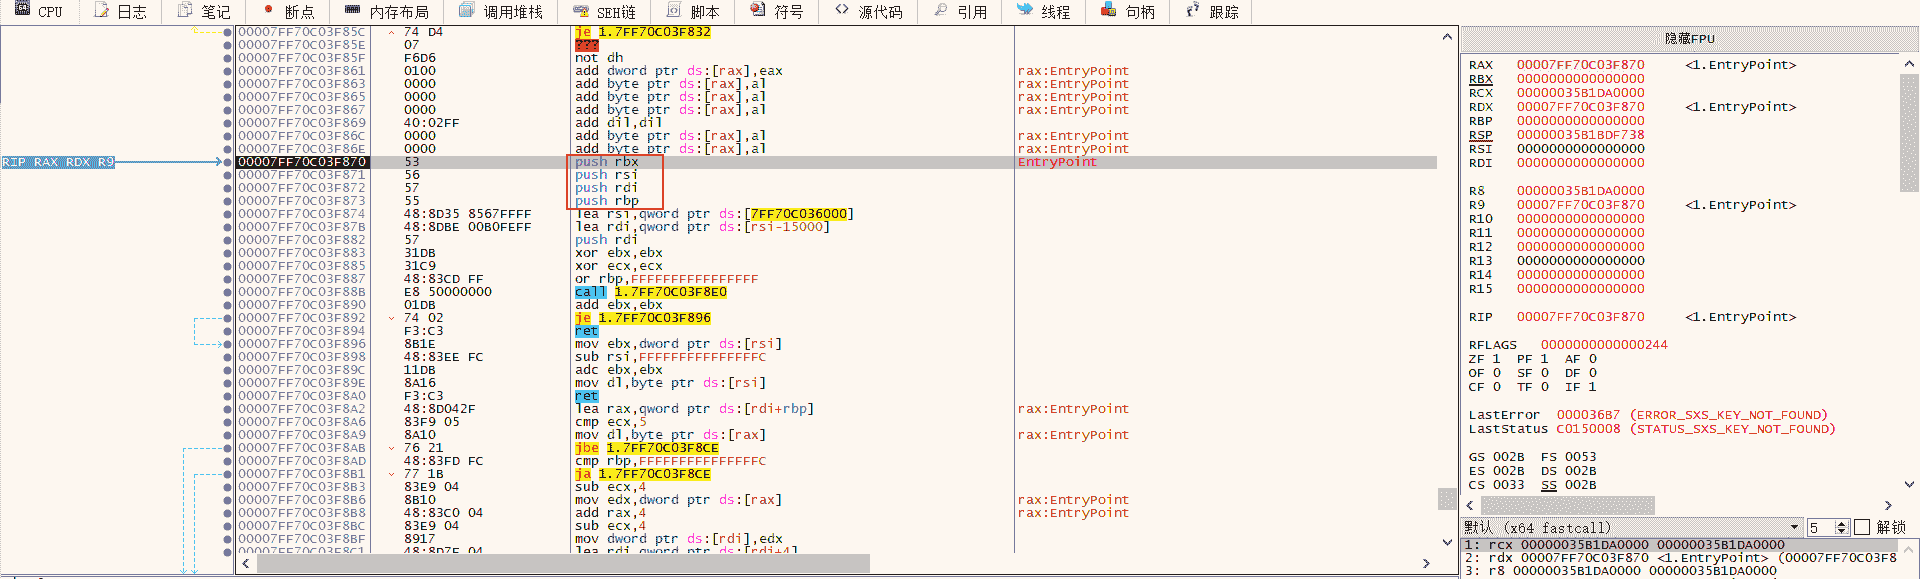 CPU 日志 笔记 断点 内存布局 调用堆栈 SEH链 脚本 符号 源代码 引用 线程 句柄 跟踪
00007FF70C03F85C 74 D4 je 1.7FF70C03F832
00007FF70C03F85E 07 ???
00007FF70C03F85F F6D6 not dh
00007FF70C03F861 0100 add dword ptr ds:[rax],eax rax:EntryPoint
00007FF70C03F863 0000 add byte ptr ds:[rax],al rax:EntryPoint
00007FF70C03F865 0000 add byte ptr ds:[rax],al rax:EntryPoint
00007FF70C03F867 0000 add byte ptr ds:[rax],al rax:EntryPoint
00007FF70C03F869 40:02FF add dil,dil
00007FF70C03F86C 0000 add byte ptr ds:[rax],al rax:EntryPoint
00007FF70C03F86E 0000 add byte ptr ds:[rax],al rax:EntryPoint
RIP RAX RDX R9 00007FF70C03F870 53 push rbx EntryPoint
00007FF70C03F871 56 push rsi
00007FF70C03F872 57 push rdi
00007FF70C03F873 55 push rbp
00007FF70C03F874 48:8D35 8567FFFF lea rsi,qword ptr ds:[7FF70C036000]
00007FF70C03F87B 48:8DBE 00B0FEFF lea rdi,qword ptr ds:[rsi-15000]
00007FF70C03F882 57 push rdi
00007FF70C03F883 31DB xor ebx,ebx
00007FF70C03F885 31C9 xor ecx,ecx
00007FF70C03F887 48:83CD FF or rbp,FFFFFFFFFFFFFFFF
00007FF70C03F88B E8 50000000 call 1.7FF70C03F8E0
00007FF70C03F890 01DB add ebx,ebx
00007FF70C03F892 74 02 je 1.7FF70C03F896
00007FF70C03F894 F3:C3 ret
00007FF70C03F896 8B1E mov ebx,dword ptr ds:[rsi]
00007FF70C03F898 48:83EE FC sub rsi,FFFFFFFFFFFFFFFC
00007FF70C03F89C 11DB adc ebx,ebx
00007FF70C03F89E 8A16 mov dl,byte ptr ds:[rsi]
00007FF70C03F8A0 F3:C3 ret
00007FF70C03F8A2 48:8D042F lea rax,qword ptr ds:[rdi+rbp] rax:EntryPoint
00007FF70C03F8A6 83F9 05 cmp ecx,5
00007FF70C03F8A9 8A10 mov dl,byte ptr ds:[rax] rax:EntryPoint
00007FF70C03F8AB 76 21 jbe 1.7FF70C03F8CE
00007FF70C03F8AD 48:83FD FC cmp rbp,FFFFFFFFFFFFFFFC
00007FF70C03F8B1 77 1B ja 1.7FF70C03F8CE
00007FF70C03F8B3 83E9 04 sub ecx,4
00007FF70C03F8B6 8B10 mov edx,dword ptr ds:[rax] rax:EntryPoint
00007FF70C03F8B8 48:83C0 04 add rax,4 rax:EntryPoint
00007FF70C03F8BC 83E9 04 sub ecx,4
00007FF70C03F8BF 8917 mov dword ptr ds:[rdi],edx
00007FF70C03F8C1 48:8D7F 04 lea rdi,qword ptr ds:[rdi+4]
隐藏FPU
RAX 00007FF70C03F870 <1.EntryPoint>
RBX 0000000000000000
RCX 00000035B1DA0000
RDX 00007FF70C03F870 <1.EntryPoint>
RBP 0000000000000000
RSP 00000035B1BDF738
RSI 0000000000000000
RDI 0000000000000000
R8 00000035B1DA0000
R9 00007FF70C03F870 <1.EntryPoint>
R10 0000000000000000
R11 0000000000000000
R12 0000000000000000
R13 0000000000000000
R14 0000000000000000
R15 0000000000000000
RIP 00007FF70C03F870 <1.EntryPoint>
RFLAGS 0000000000000244
ZF 1 PF 1 AF 0
OF 0 SF 0 DF 0
CF 0 TF 0 IF 1
LastError 000036B7 (ERROR_SXS_KEY_NOT_FOUND)
LastStatus C0150008 (STATUS_SXS_KEY_NOT_FOUND)
GS 002B FS 0053
ES 002B DS 002B
CS 0033 SS 002B
默认 (x64 fastcall) 5 解锁
1: rcx 00000035B1DA0000 00000035B1DA0000
2: rdx 00007FF70C03F870 <1.EntryPoint> (00007FF70C03F8
3: r8 00000035B1DA0000 00000035B1DA0000